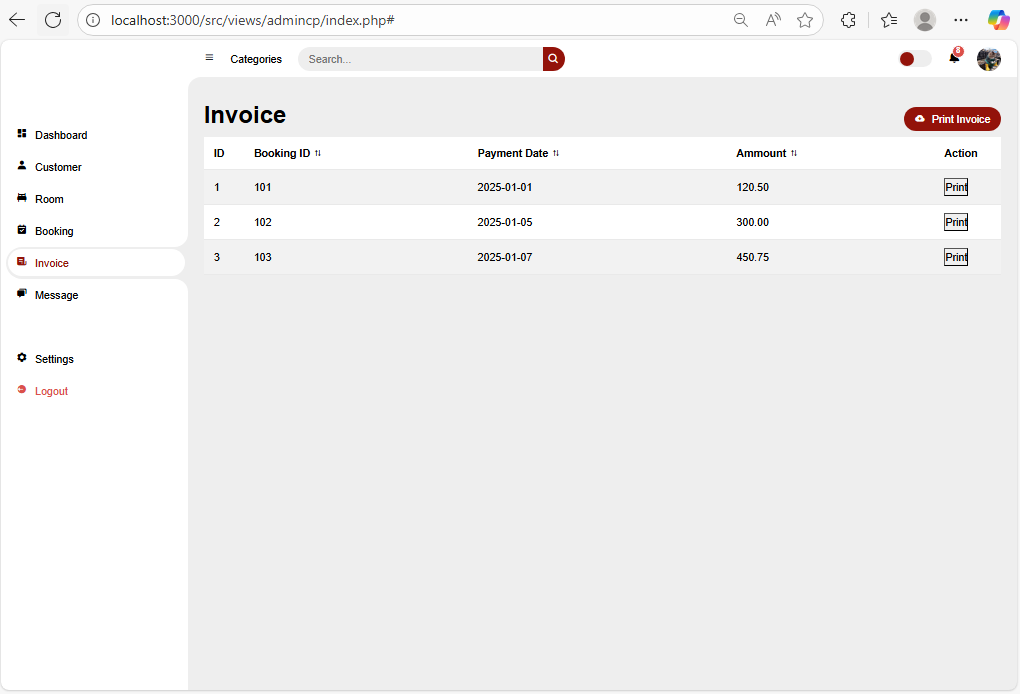 localhost:3000/src/views/admincp/index.php#
Categories
Search...
8
Dashboard
Customer
Room
Booking
Invoice
Message
Settings
Logout
Invoice
Print Invoice
ID Booking ID Payment Date Ammount Action
1 101 2025-01-01 120.50 Print
2 102 2025-01-05 300.00 Print
3 103 2025-01-07 450.75 Print